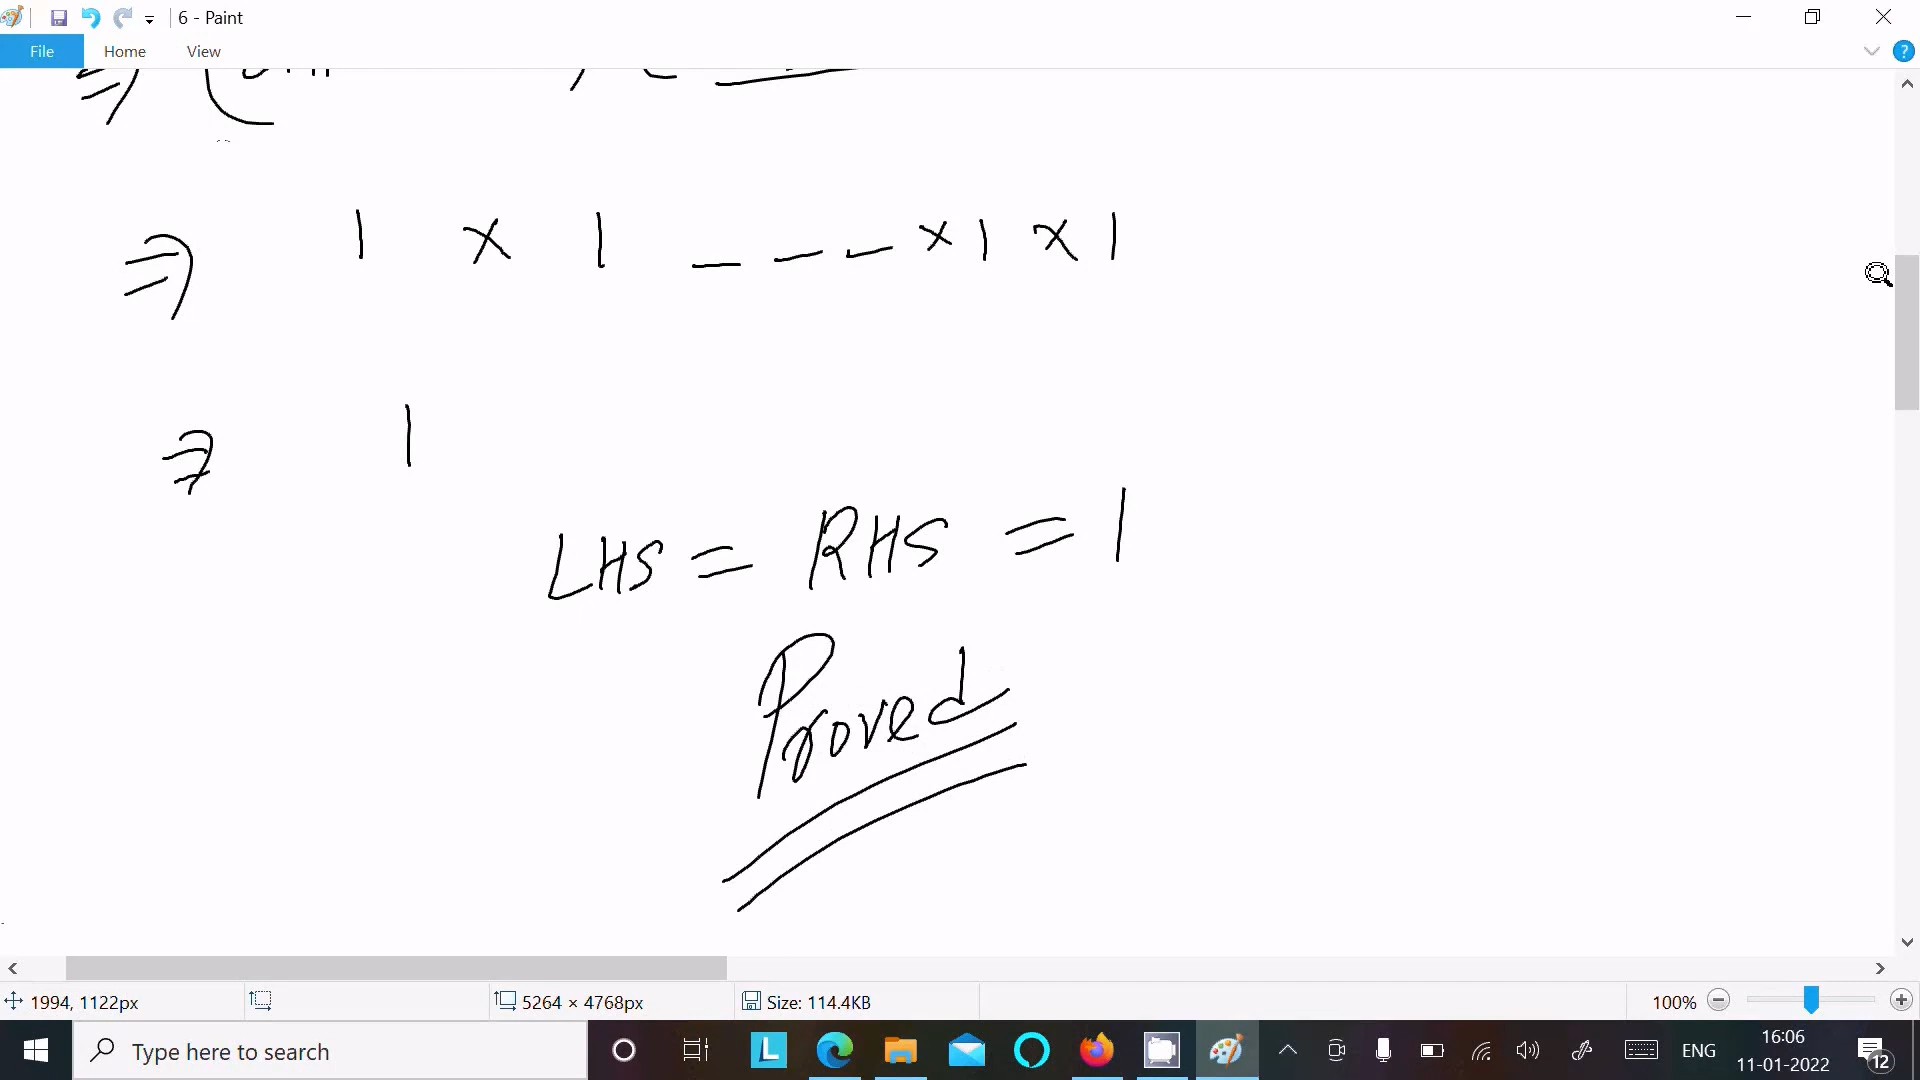 6 - Paint
File Home View
⇒ 1 × 1 _ _ _ × 1 × 1
⇒ 1
LHS = RHS = 1
Proved
1994, 1122px 5264 × 4768px Size: 114.4KB 100%
Type here to search
L
ENG
16:06
11-01-2022
12